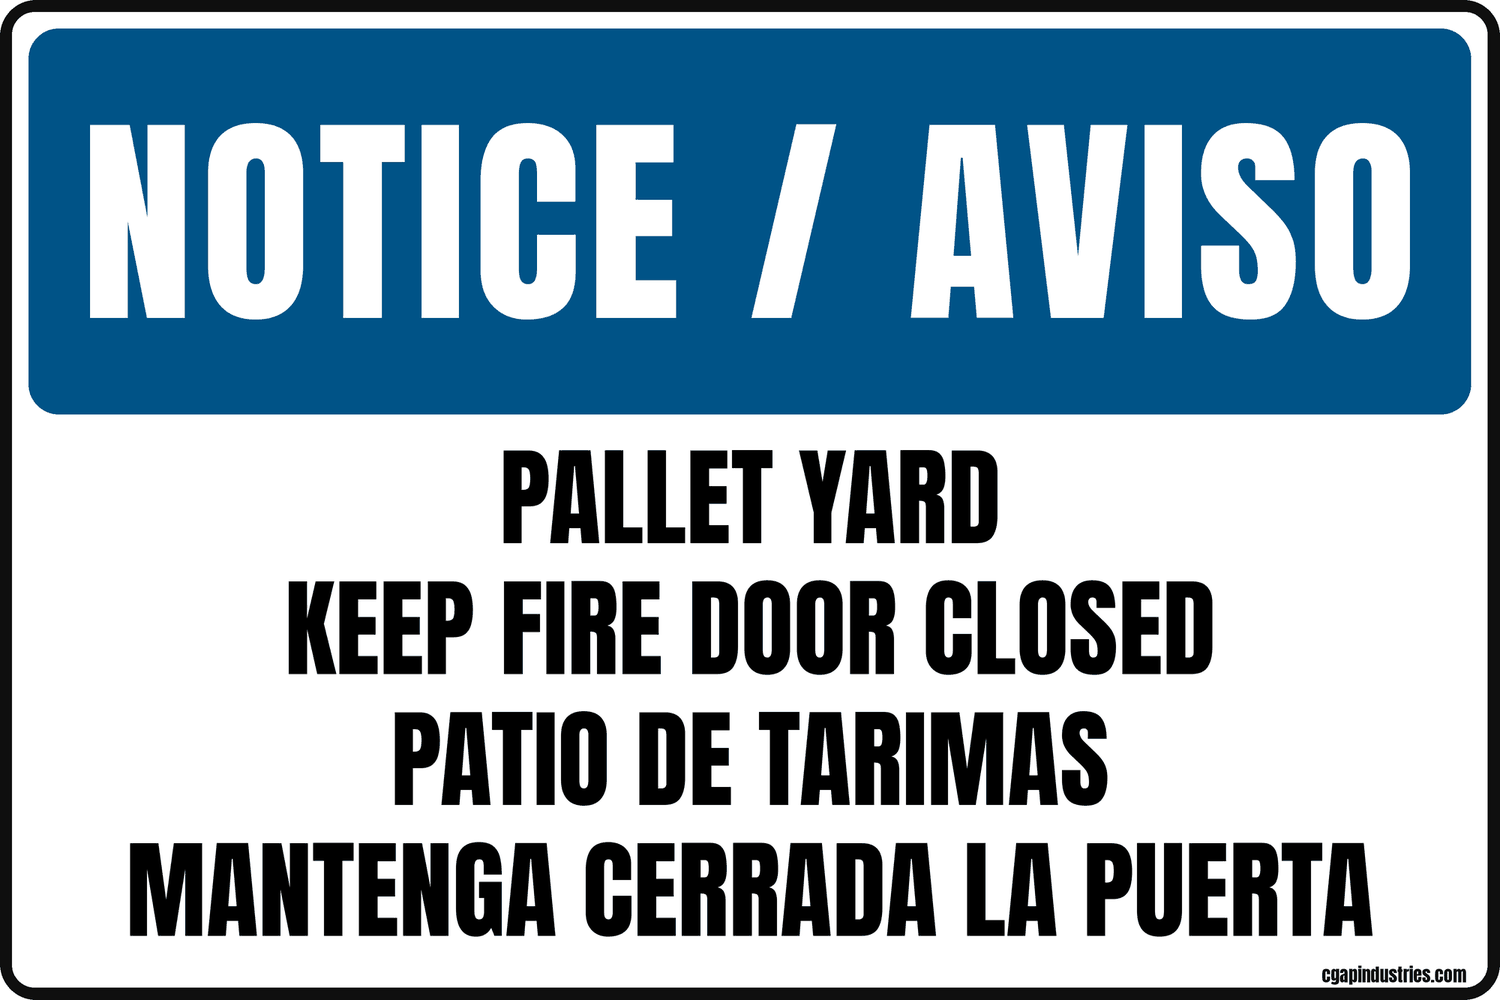 NOTICE / AVISO
PALLET YARD
KEEP FIRE DOOR CLOSED
PATIO DE TARIMAS
MANTENGA CERRADA LA PUERTA
cgapindustries.com